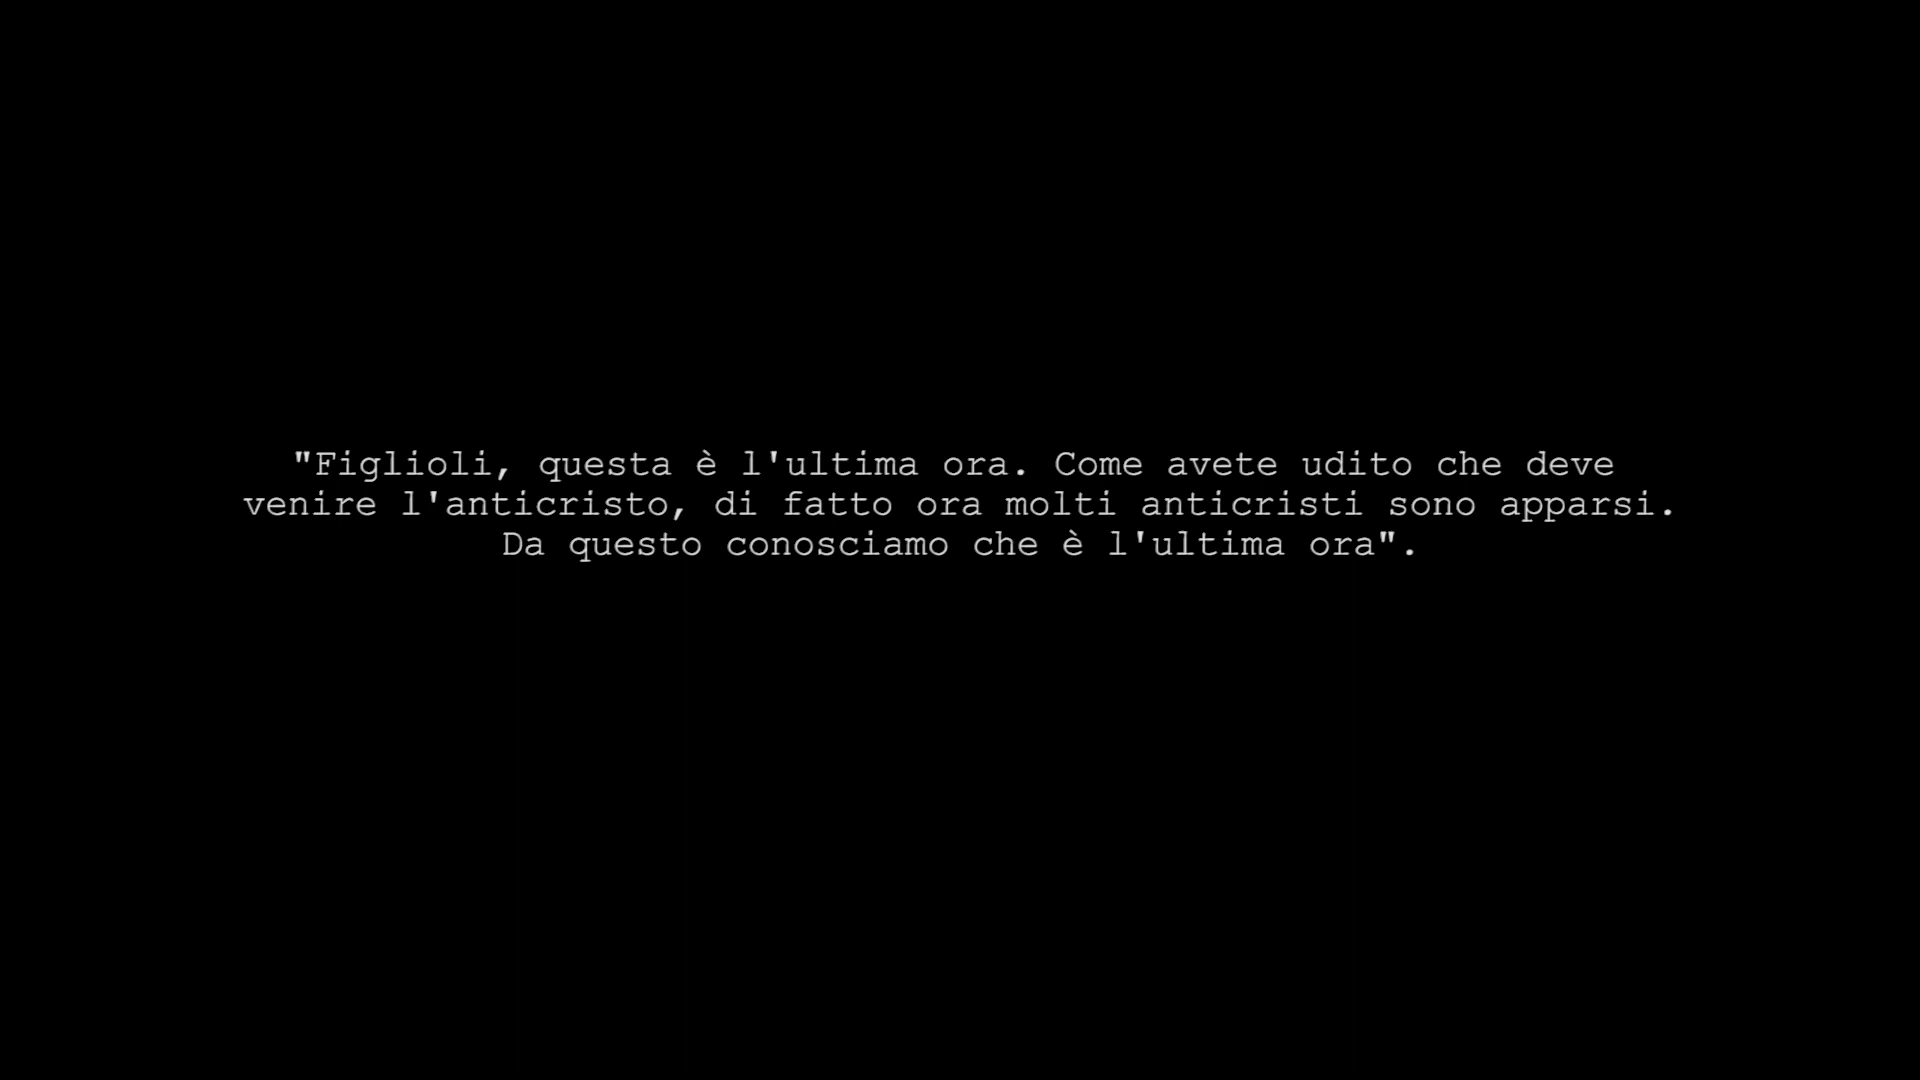 "Figlioli, questa è l'ultima ora. Come avete udito che deve
venire l'anticristo, di fatto ora molti anticristi sono apparsi.
Da questo conosciamo che è l'ultima ora".